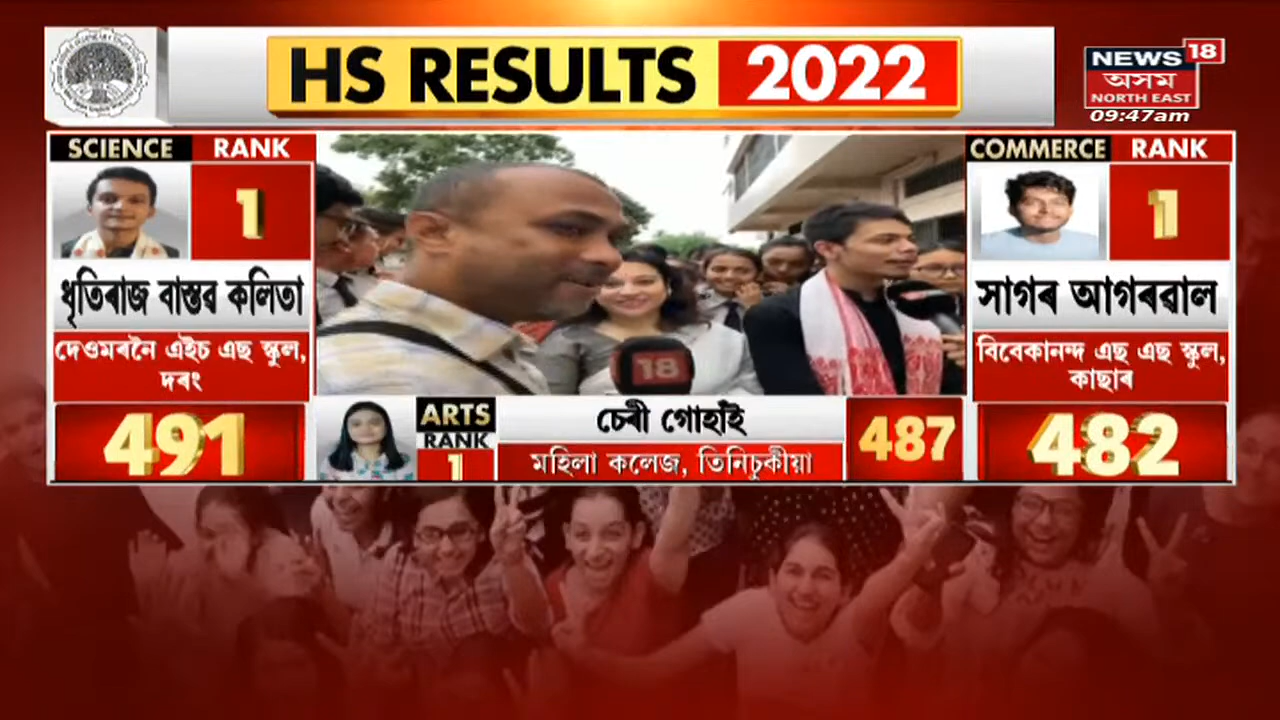 HS RESULTS 2022
NEWS 18
অসম
NORTH EAST
09:47am
SCIENCE RANK
1
ধৃতিৰাজ বাস্তৱ কলিতা
দেওমৰনৈ এইচ এছ স্কুল,
দৰং
491
18
ARTS
RANK
1
চেৰী গোহাঁই
মহিলা কলেজ, তিনিচুকীয়া
487
COMMERCE RANK
1
সাগৰ আগৰৱাল
বিবেকানন্দ এছ এছ স্কুল,
কাছাৰ
482